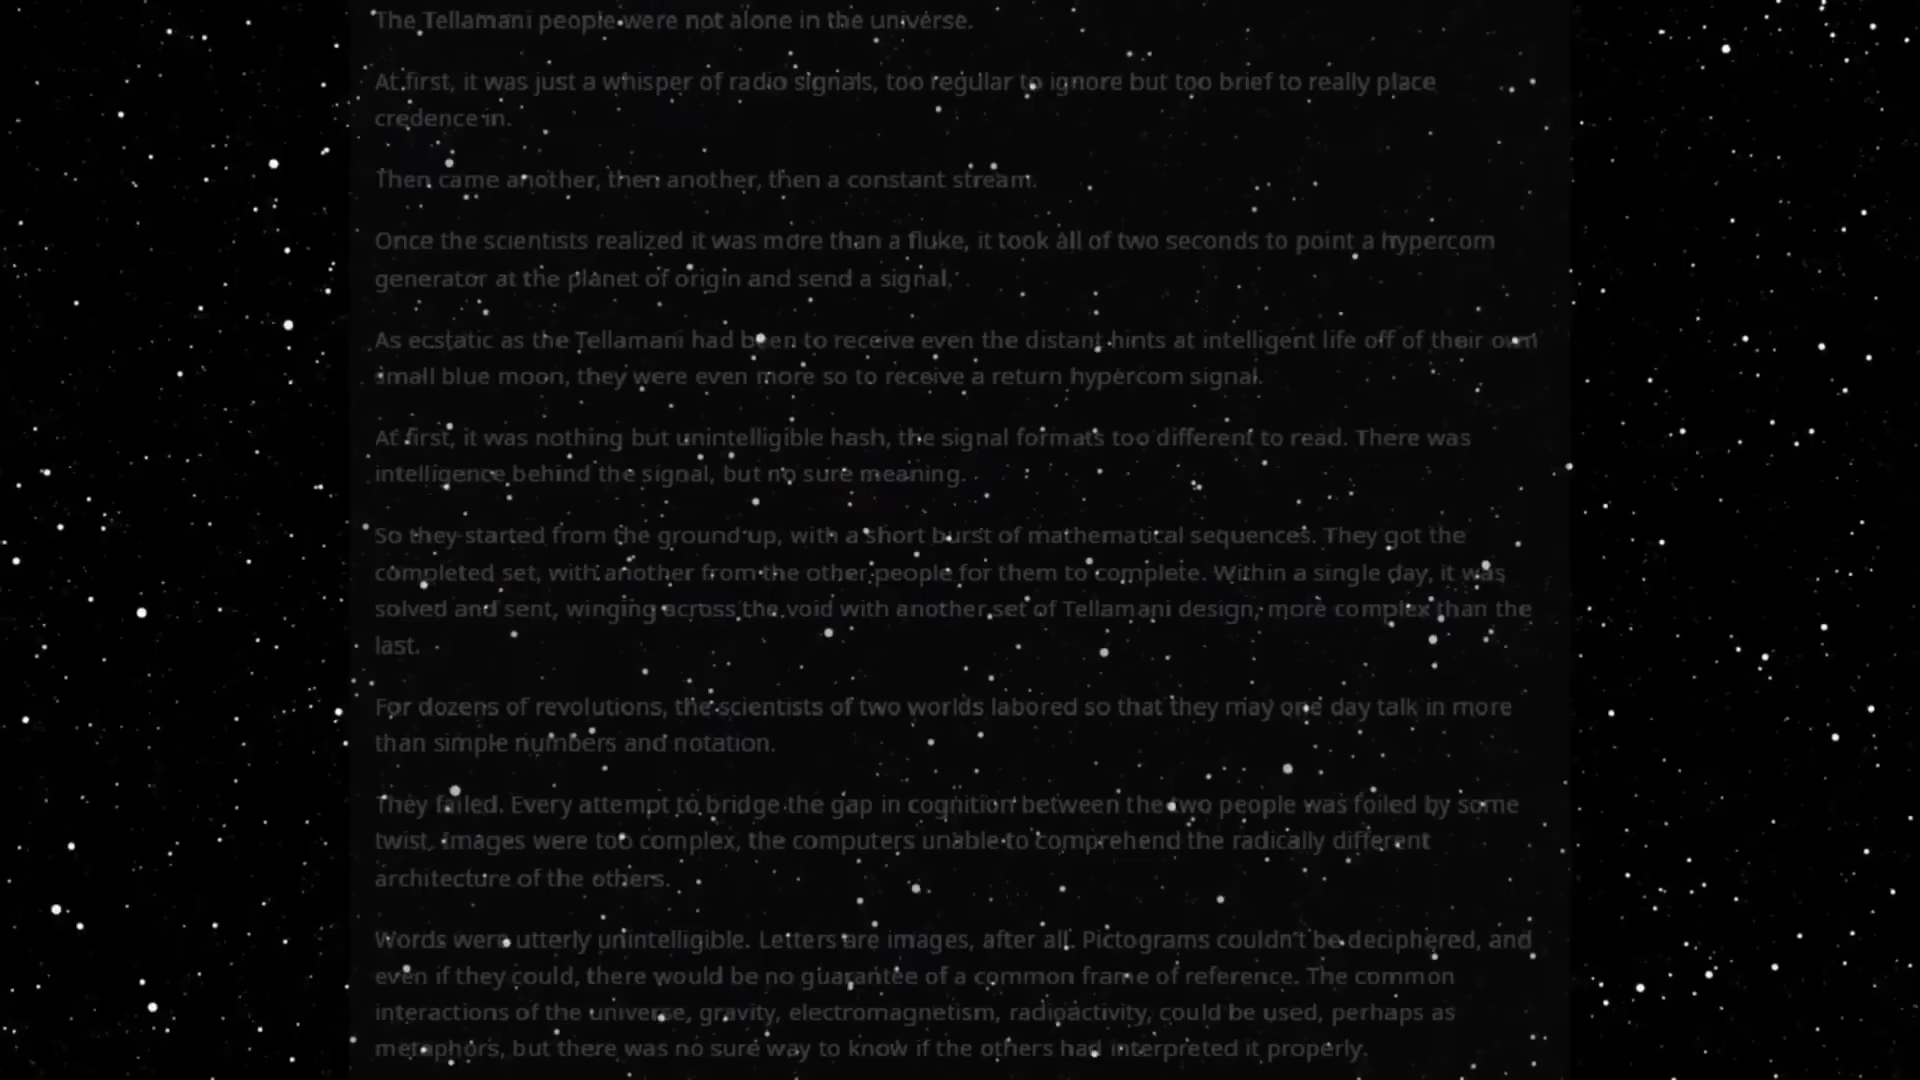 The Tellamani people were not alone in the universe.
At first, it was just a whisper of radio signals, too regular to ignore but too brief to really place
credence in.
Then came another, then another, then a constant stream.
Once the scientists realized it was more than a fluke, it took all of two seconds to point a hypercom
generator at the planet of origin and send a signal.
As ecstatic as the Tellamani had been to receive even the distant hints at intelligent life off of their own
small blue moon, they were even more so to receive a return hypercom signal.
At first, it was nothing but unintelligible hash, the signal formats too different to read. There was
intelligence behind the signal, but no sure meaning.
So they started from the ground up, with a short burst of mathematical sequences. They got the
completed set, with another from the other people for them to complete. Within a single day, it was
solved and sent, winging across the void with another set of Tellamani design, more complex than the
last.
For dozens of revolutions, the scientists of two worlds labored so that they may one day talk in more
than simple numbers and notation.
They failed. Every attempt to bridge the gap in cognition between the two people was foiled by some
twist. Images were too complex, the computers unable to comprehend the radically different
architecture of the others.
Words were utterly unintelligible. Letters are images, after all. Pictograms couldn't be deciphered, and
even if they could, there would be no guarantee of a common frame of reference. The common
interactions of the universe, gravity, electromagnetism, radioactivity, could be used, perhaps as
metaphors, but there was no sure way to know if the others had interpreted it properly.